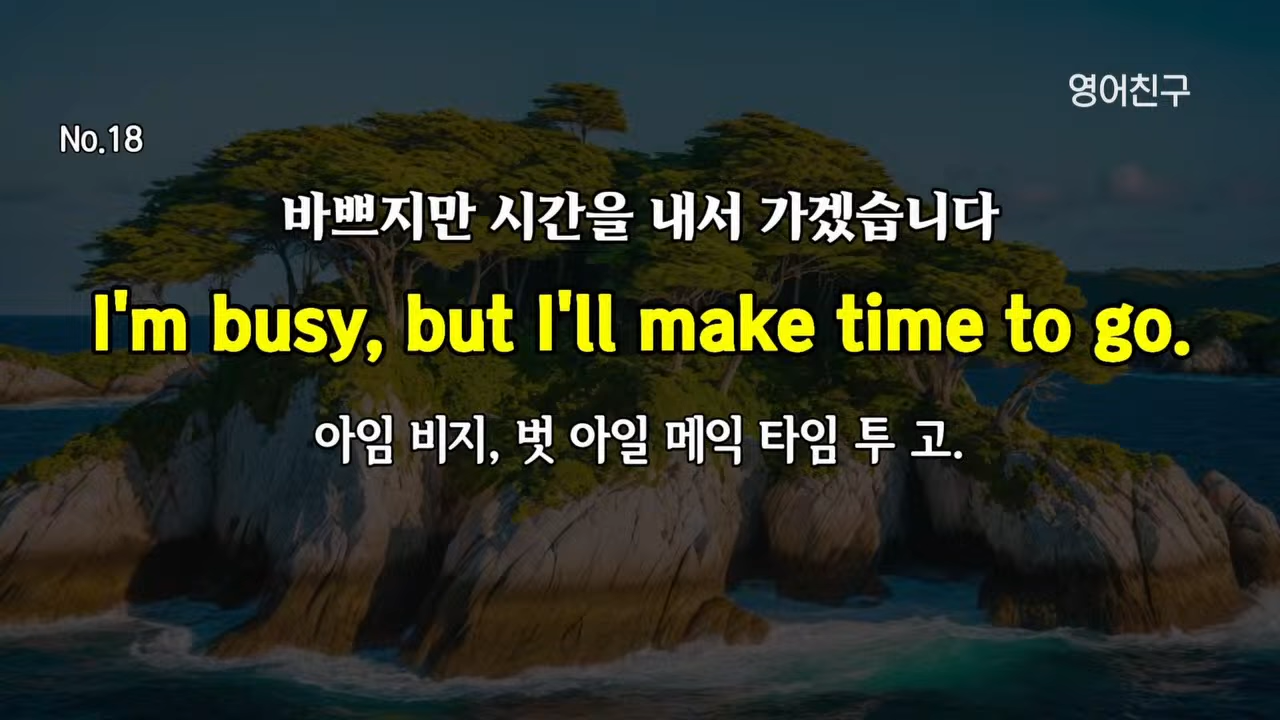 영어친구
No.18
바쁘지만 시간을 내서 가겠습니다
I'm busy, but I'll make time to go.
아임 비지, 벗 아일 메익 타임 투 고.